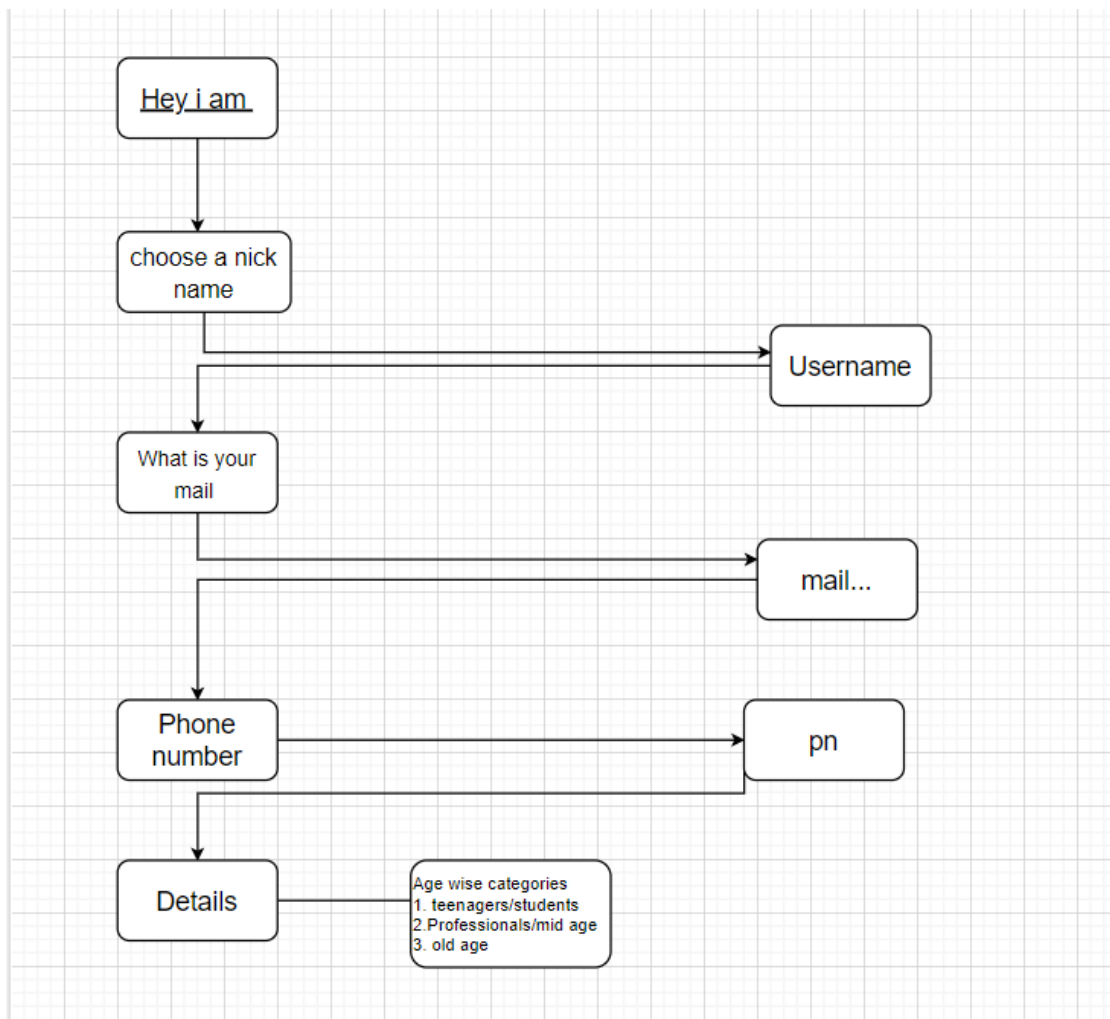 Hey i am
choose a nick
name
Username
What is your
mail
mail...
Phone
number
pn
Details
Age wise categories
1. teenagers/students
2.Professionals/mid age
3. old age